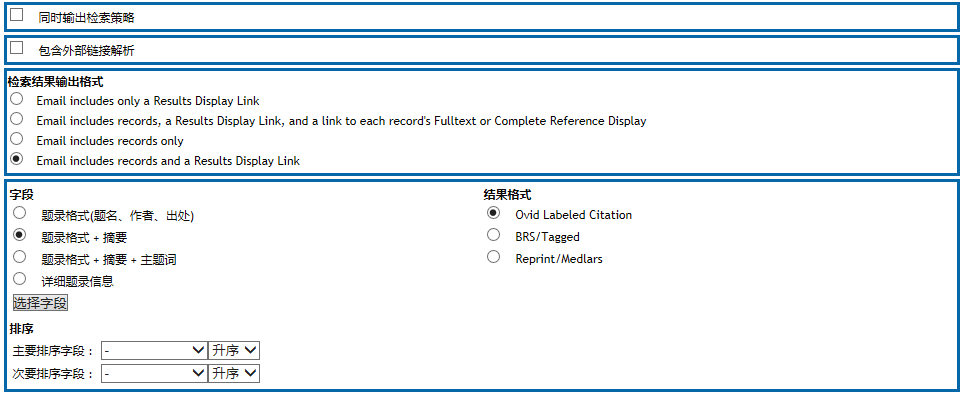 同时输出检索策略
包含外部链接解析
检索结果输出格式
Email includes only a Results Display Link
Email includes records, a Results Display Link, and a link to each record's Fulltext or Complete Reference Display
Email includes records only
Email includes records and a Results Display Link
字段
题录格式(题名、作者、出处)
题录格式 + 摘要
题录格式 + 摘要 + 主题词
详细题录信息
选择字段
结果格式
Ovid Labeled Citation
BRS/Tagged
Reprint/Medlars
排序
主要排序字段： - 升序
次要排序字段： - 升序